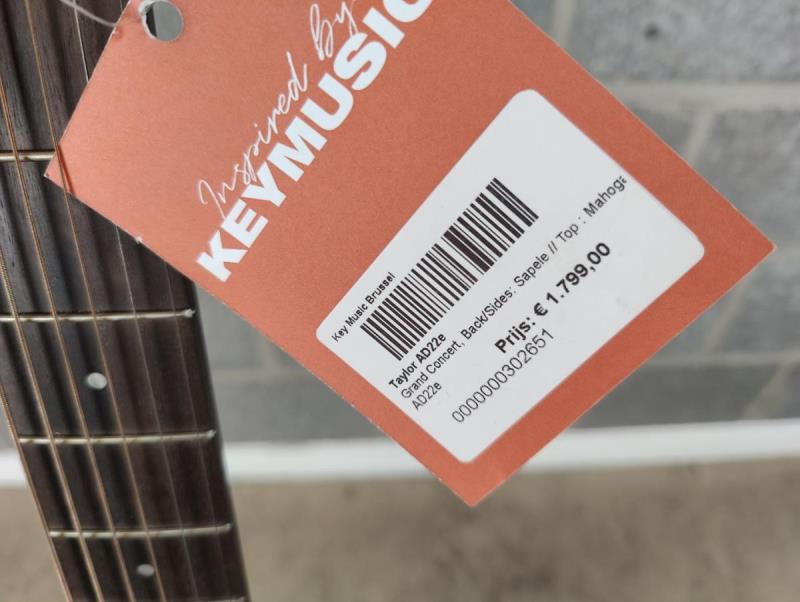 Inspired by
KEYMUSIC
Key Music Brussel
Taylor AD22e
Grand Concert, Back/Sides: Sapele // Top : Mahoga
AD22e
Prijs: € 1.799,00
0000000302651